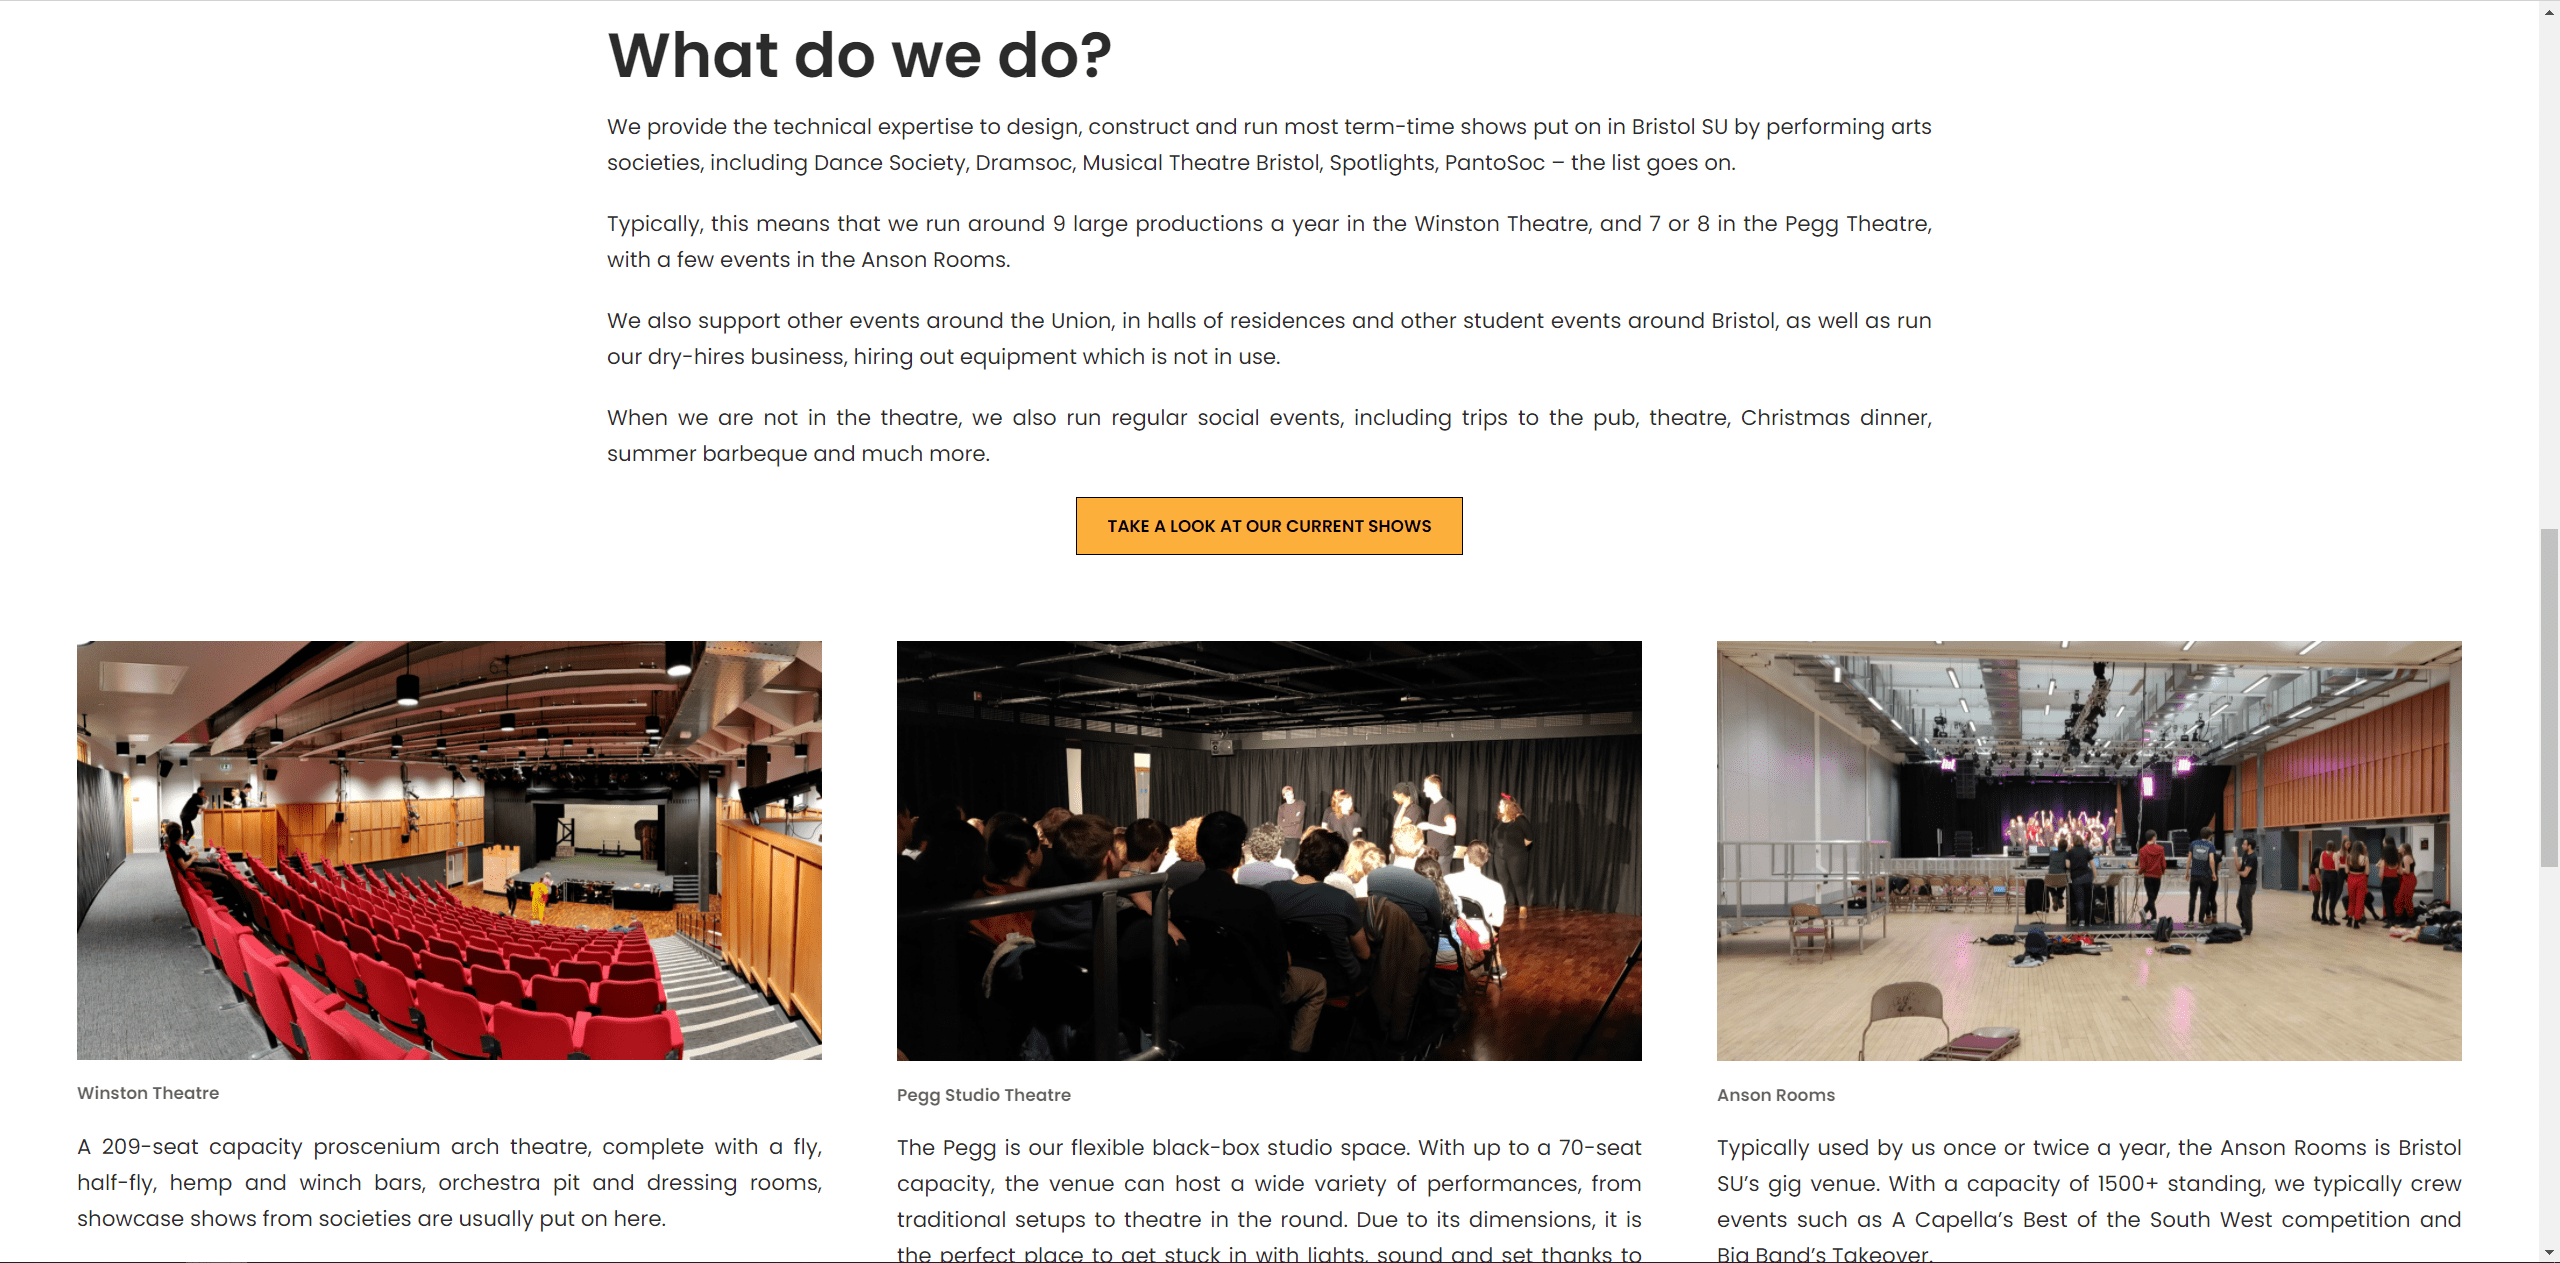 What do we do?
We provide the technical expertise to design, construct and run most term-time shows put on in Bristol SU by performing arts
societies, including Dance Society, Dramsoc, Musical Theatre Bristol, Spotlights, PantoSoc – the list goes on.
Typically, this means that we run around 9 large productions a year in the Winston Theatre, and 7 or 8 in the Pegg Theatre,
with a few events in the Anson Rooms.
We also support other events around the Union, in halls of residences and other student events around Bristol, as well as run
our dry-hires business, hiring out equipment which is not in use.
When we are not in the theatre, we also run regular social events, including trips to the pub, theatre, Christmas dinner,
summer barbeque and much more.
TAKE A LOOK AT OUR CURRENT SHOWS
Winston Theatre
A 209-seat capacity proscenium arch theatre, complete with a fly,
half-fly, hemp and winch bars, orchestra pit and dressing rooms,
showcase shows from societies are usually put on here.
Pegg Studio Theatre
The Pegg is our flexible black-box studio space. With up to a 70-seat
capacity, the venue can host a wide variety of performances, from
traditional setups to theatre in the round. Due to its dimensions, it is
the perfect place to get stuck in with lights, sound and set thanks to
Anson Rooms
Typically used by us once or twice a year, the Anson Rooms is Bristol
SU's gig venue. With a capacity of 1500+ standing, we typically crew
events such as A Capella's Best of the South West competition and
Big Band's Takeover.